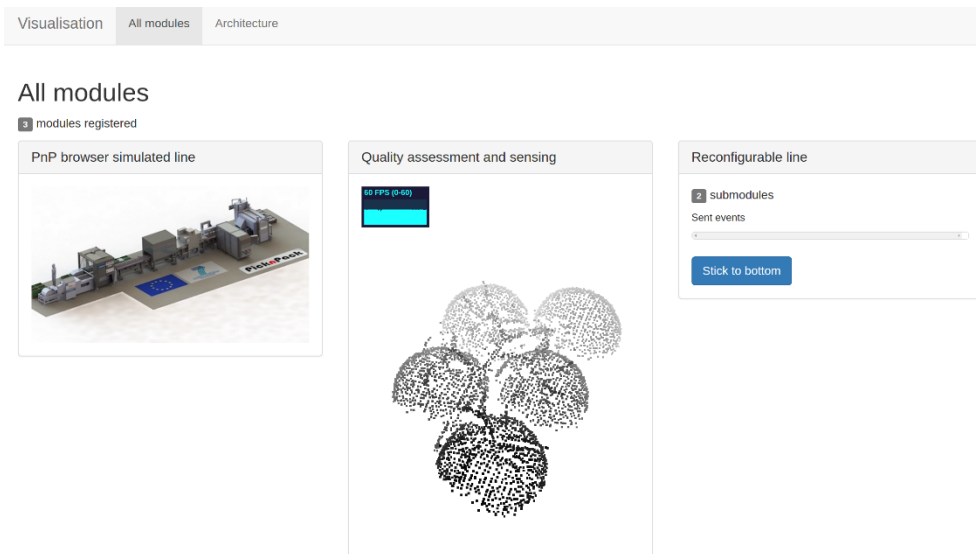 Visualisation All modules Architecture
All modules
3 modules registered
PnP browser simulated line
PicknPack
Quality assessment and sensing
60 FPS (0-60)
Reconfigurable line
2 submodules
Sent events
Stick to bottom